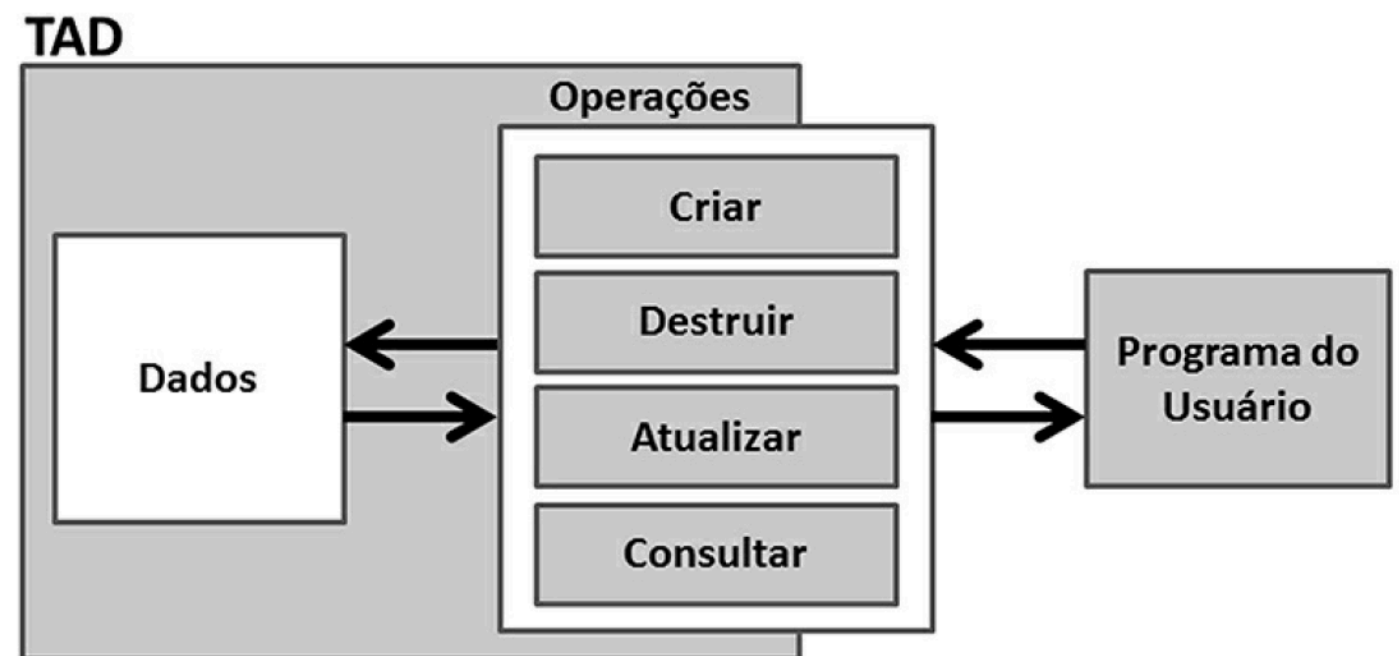 TAD
Operações
Criar
Destruir
Atualizar
Consultar
Dados
Programa do
Usuário